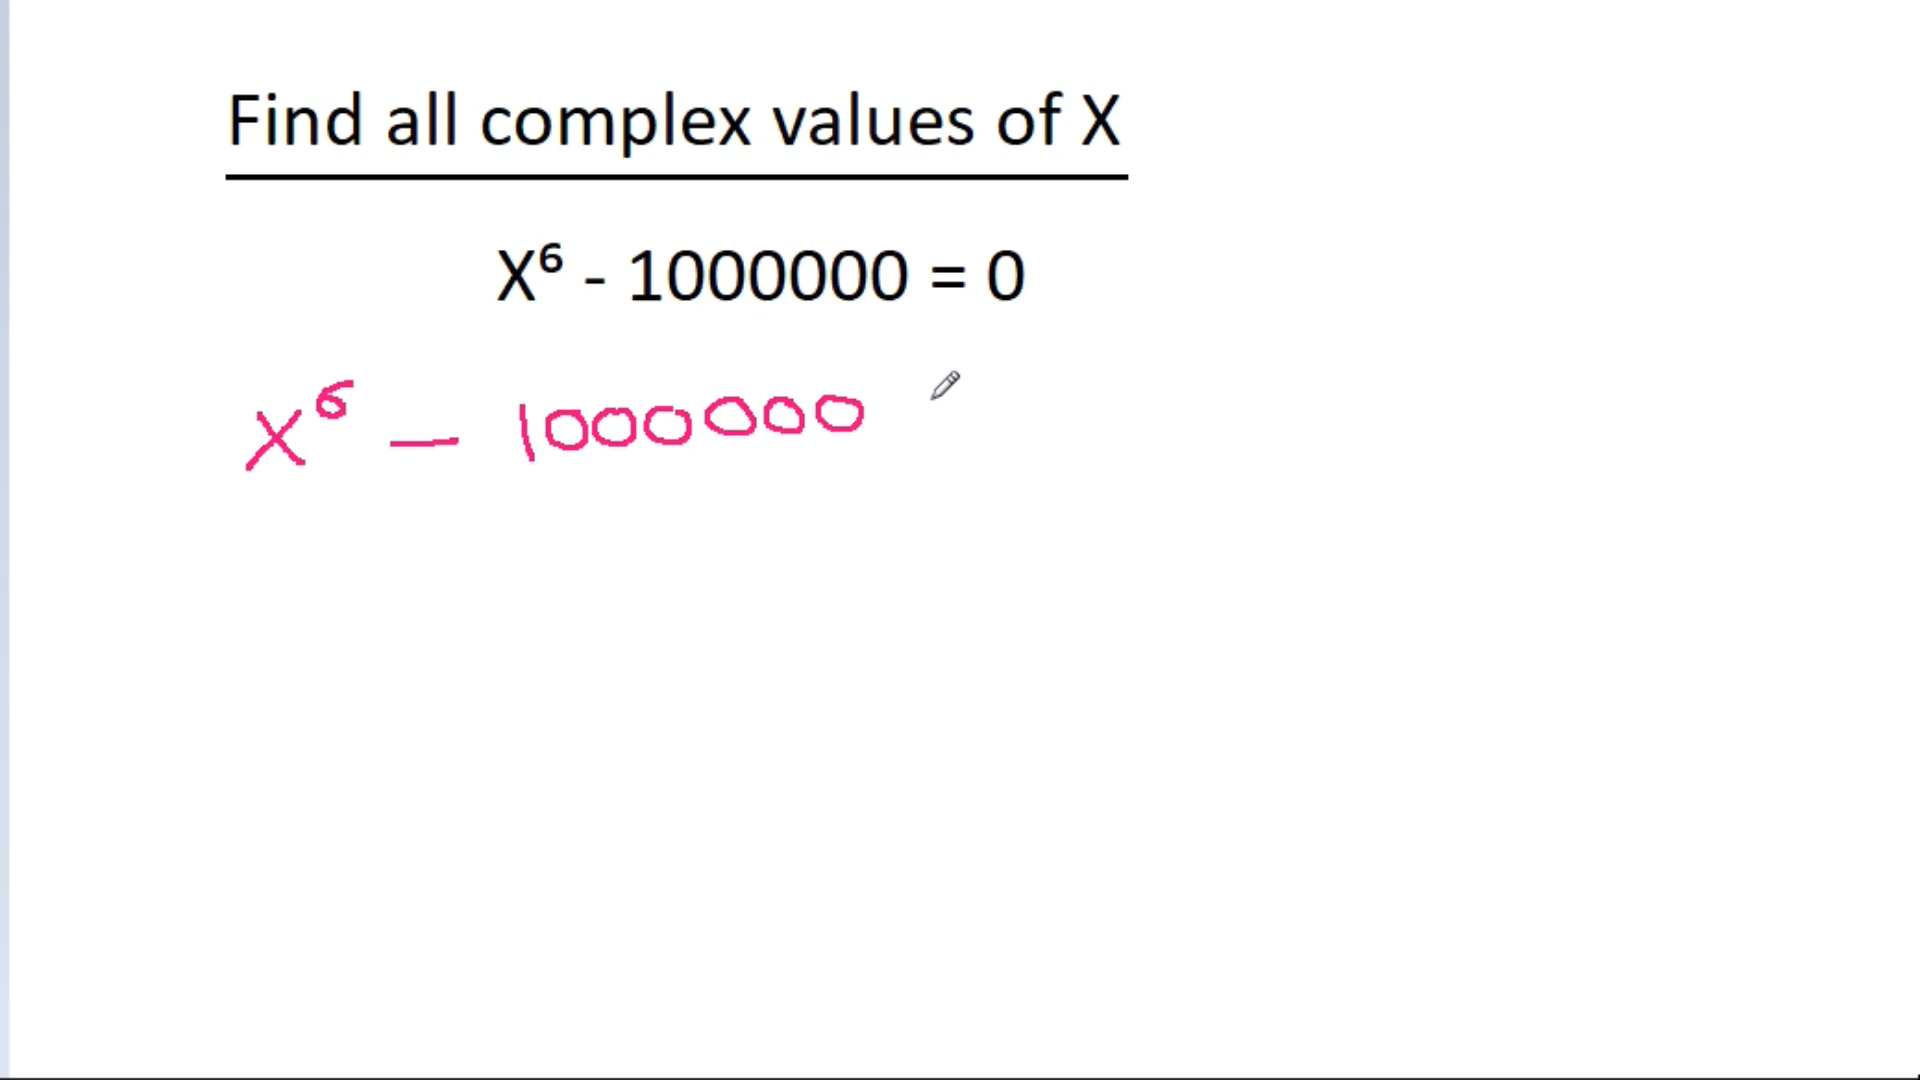 Find all complex values of X
X⁶ - 1000000 = 0
x⁶ — 1000000